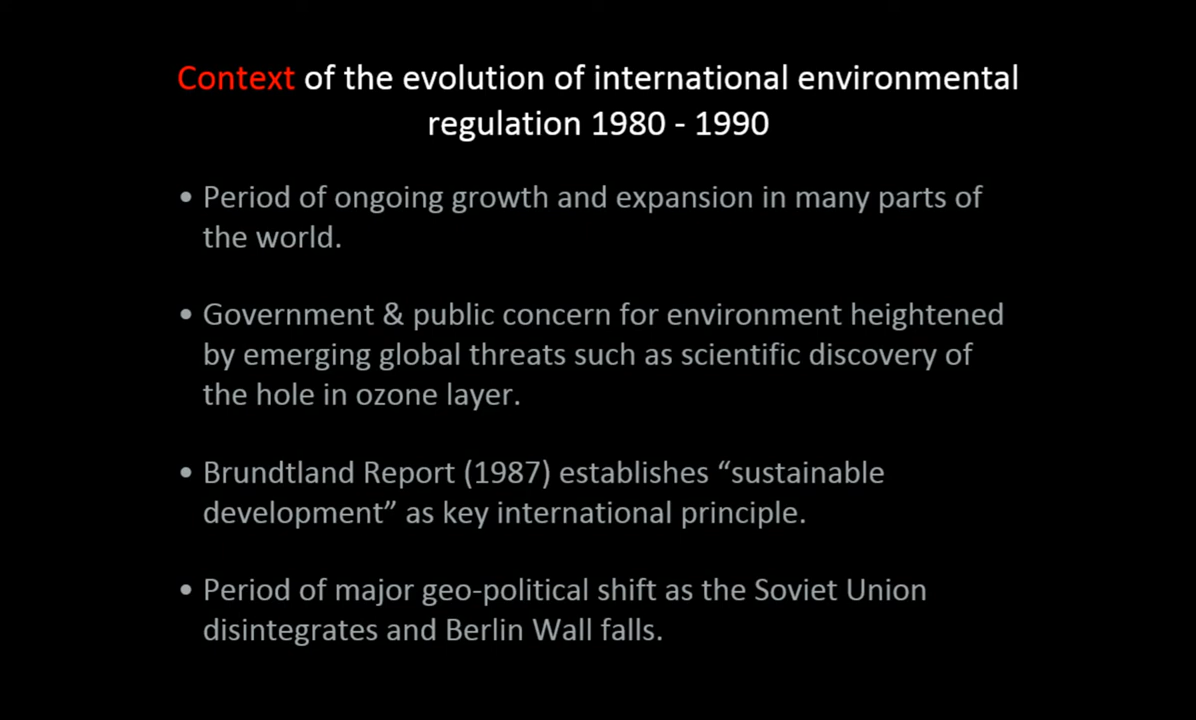 Context of the evolution of international environmental
regulation 1980 - 1990
• Period of ongoing growth and expansion in many parts of
the world.
• Government & public concern for environment heightened
by emerging global threats such as scientific discovery of
the hole in ozone layer.
• Brundtland Report (1987) establishes “sustainable
development” as key international principle.
• Period of major geo-political shift as the Soviet Union
disintegrates and Berlin Wall falls.